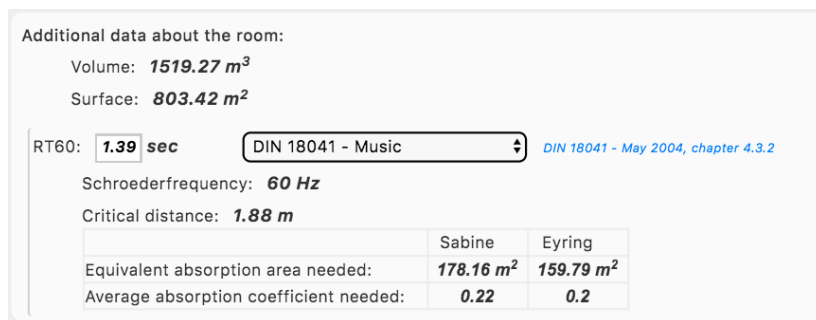 Additional data about the room:
Volume: 1519.27 m³
Surface: 803.42 m²
RT60: 1.39 sec DIN 18041 - Music DIN 18041 - May 2004, chapter 4.3.2
Schroederfrequency: 60 Hz
Critical distance: 1.88 m
Sabine Eyring
Equivalent absorption area needed: 178.16 m² 159.79 m²
Average absorption coefficient needed: 0.22 0.2